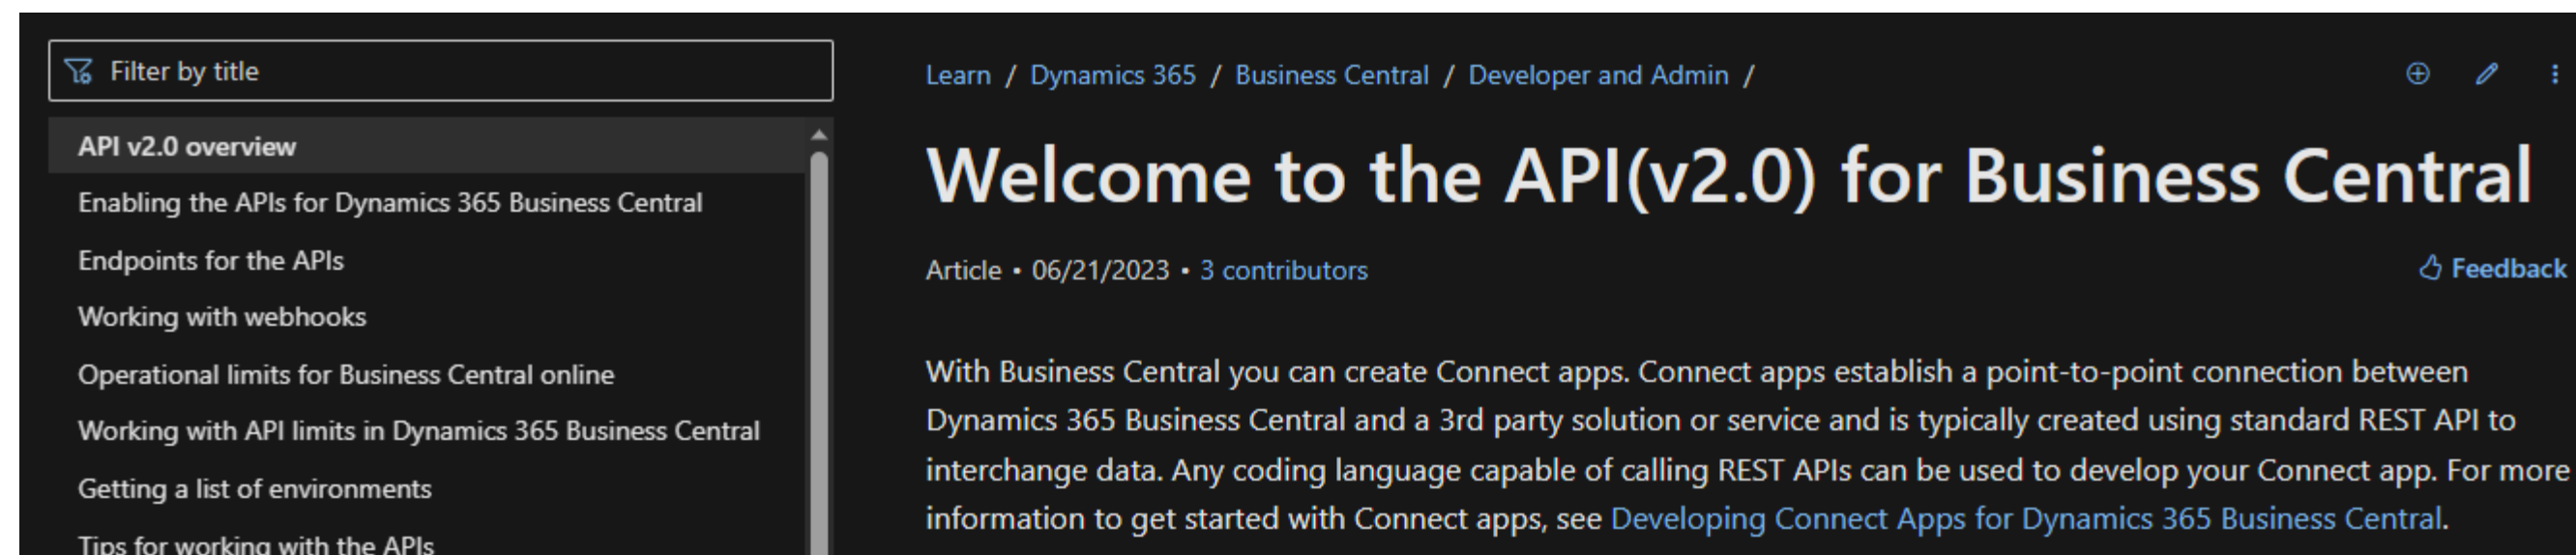 Filter by title
API v2.0 overview
Enabling the APIs for Dynamics 365 Business Central
Endpoints for the APIs
Working with webhooks
Operational limits for Business Central online
Working with API limits in Dynamics 365 Business Central
Getting a list of environments
Tips for working with the APIs
Learn / Dynamics 365 / Business Central / Developer and Admin /
Welcome to the API(v2.0) for Business Central
Article • 06/21/2023 • 3 contributors
Feedback
With Business Central you can create Connect apps. Connect apps establish a point-to-point connection between
Dynamics 365 Business Central and a 3rd party solution or service and is typically created using standard REST API to
interchange data. Any coding language capable of calling REST APIs can be used to develop your Connect app. For more
information to get started with Connect apps, see Developing Connect Apps for Dynamics 365 Business Central.